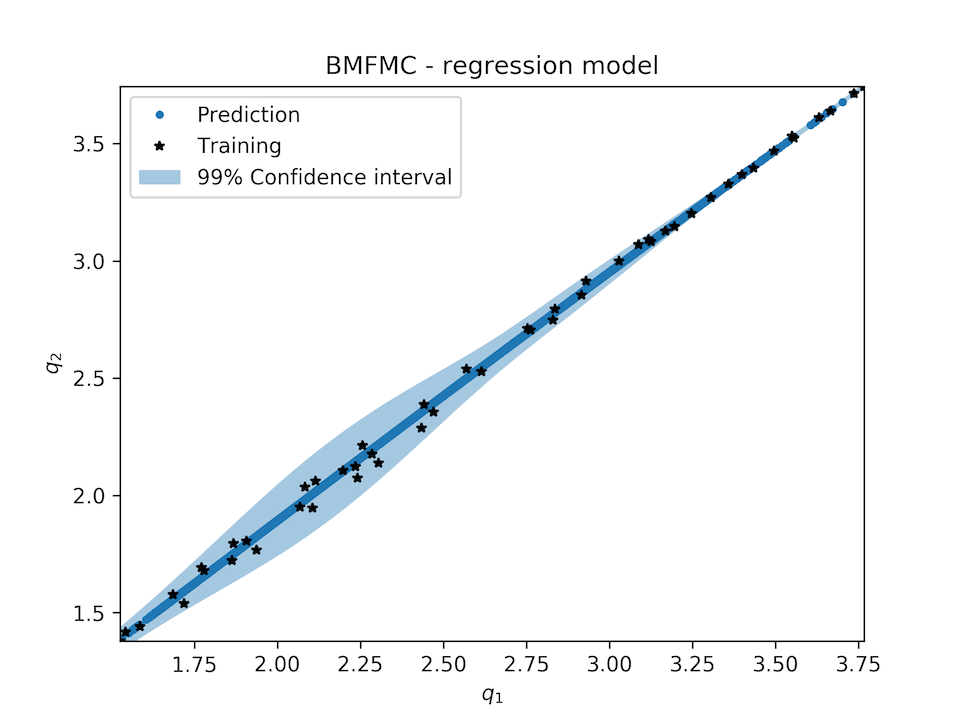 BMFMC - regression model
Prediction
Training
99% Confidence interval
3.5
3.0
2.5
2.0
1.5
q₂
1.75 2.00 2.25 2.50 2.75 3.00 3.25 3.50 3.75
q₁